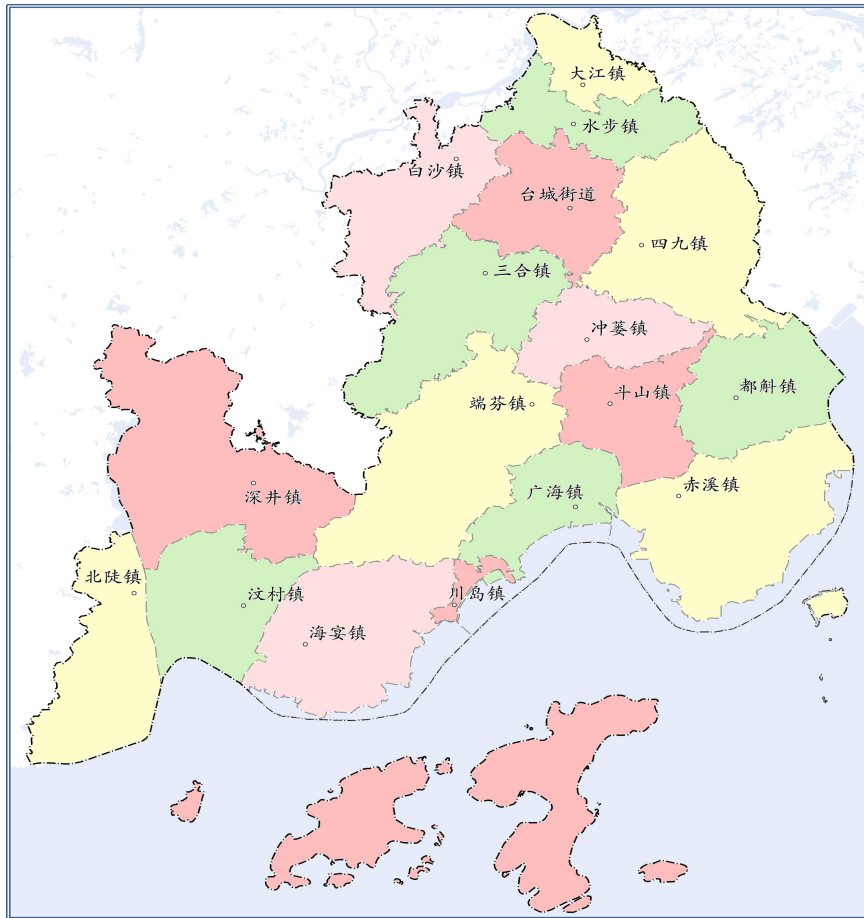 大江镇
水步镇
白沙镇
台城街道
四九镇
三合镇
冲蒌镇
端芬镇
斗山镇
都斛镇
深井镇
广海镇
赤溪镇
北陡镇
汶村镇
川岛镇
海宴镇